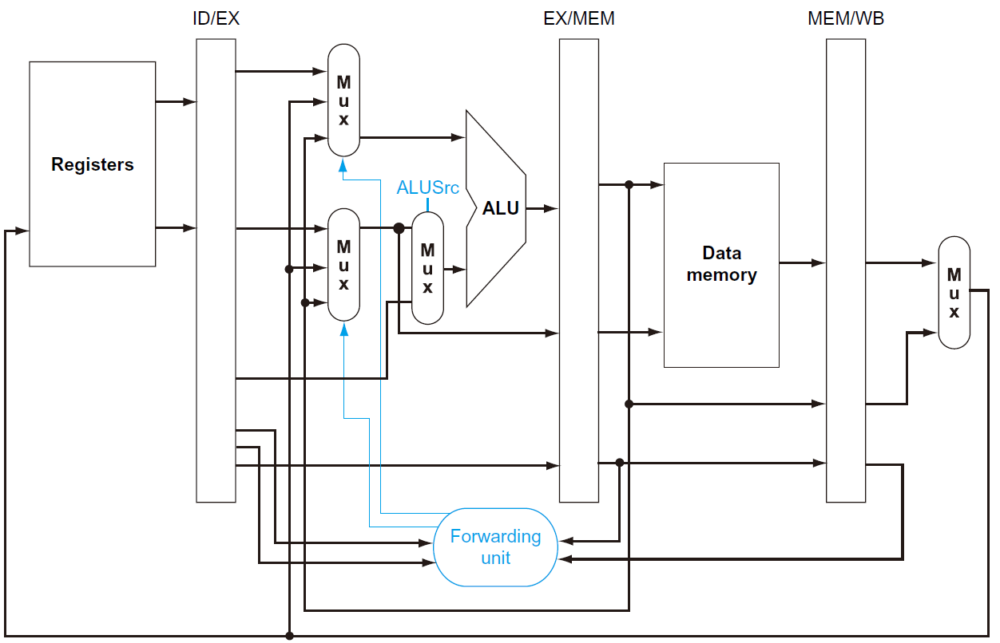 ID/EX
EX/MEM
MEM/WB
Registers
M
u
x
ALUSrc
M
u
x
M
u
x
ALU
Data
memory
M
u
x
Forwarding
unit